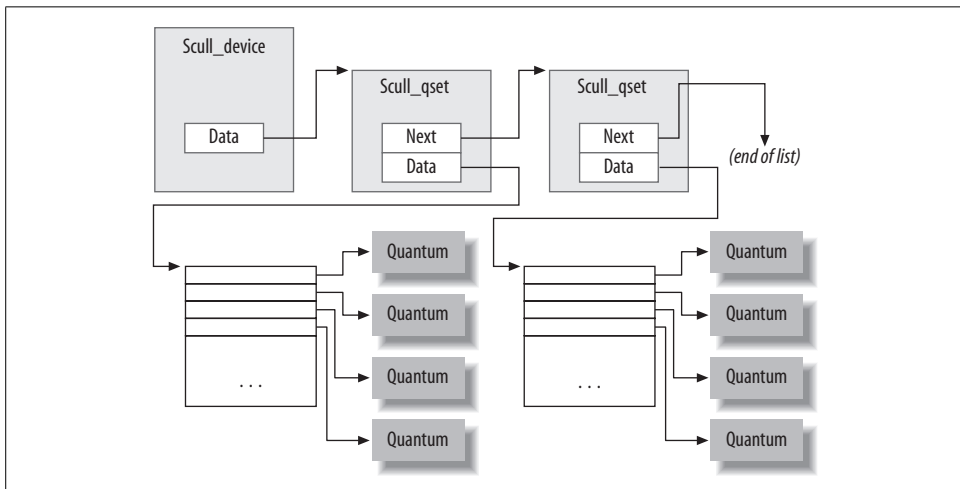 Scull_device
Data
Scull_qset
Next
Data
Scull_qset
Next
Data
(end of list)
Quantum
Quantum
Quantum
Quantum
. . .
Quantum
Quantum
Quantum
Quantum
. . .